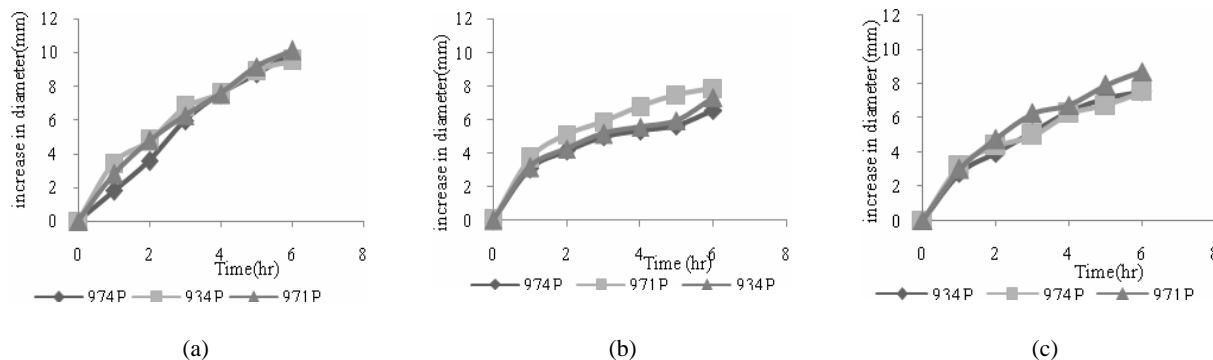 increase in diameter(mm)
12
10
8
6
4
2
0
0 2 4 6 8
Time(hr)
974P 934P 971P
(a)
increase in diameter(mm)
12
10
8
6
4
2
0
0 2 4 6 8
Time (hr)
974P 971P 934P
(b)
increase in diameter (mm)
12
10
8
6
4
2
0
0 2 4 6 8
Time(hr)
934P 974P 971P
(c)